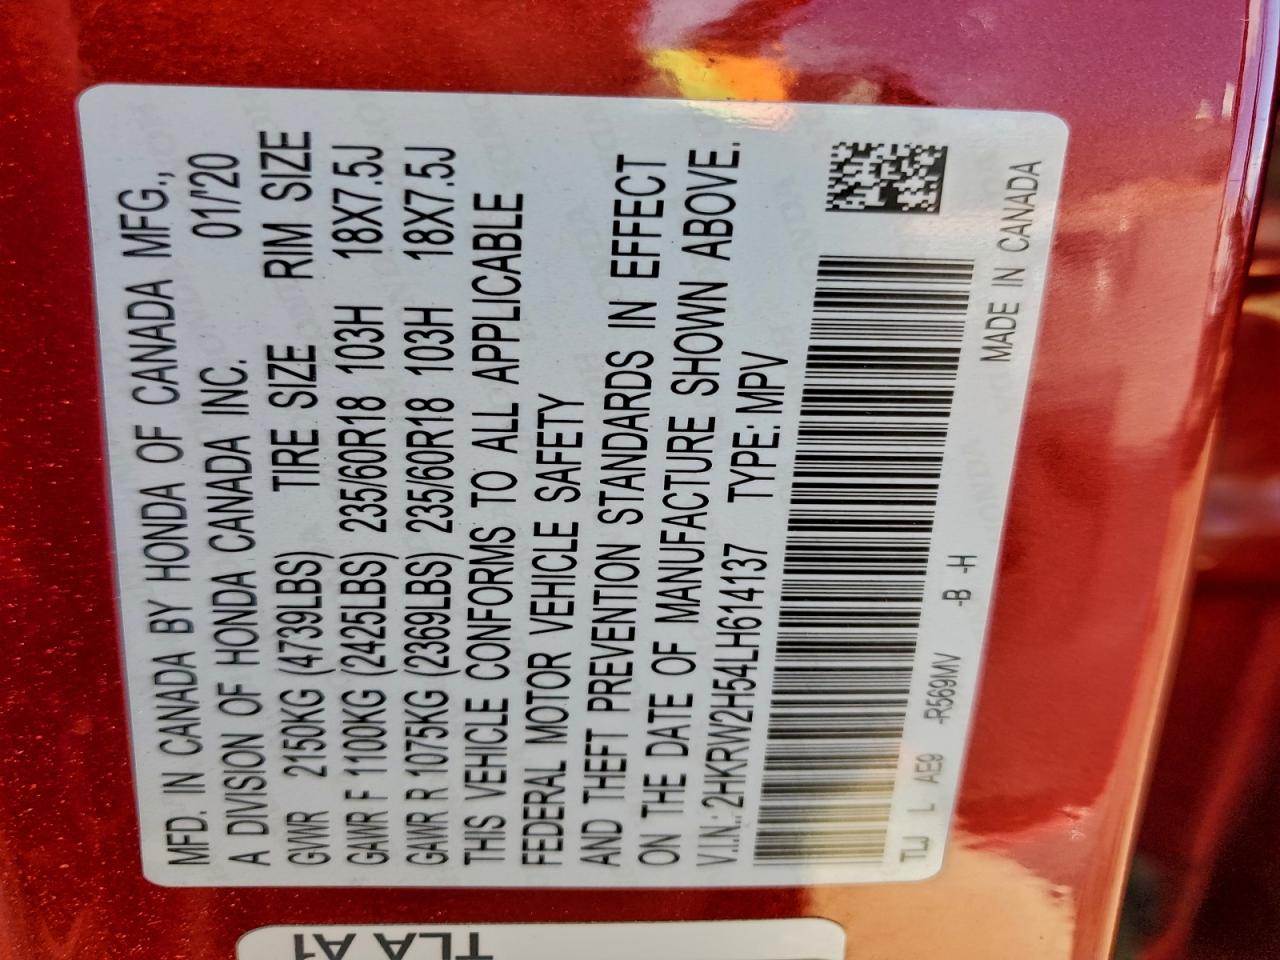 MFD. IN CANADA BY HONDA OF CANADA MFG.,
A DIVISION OF HONDA CANADA INC. 01/'20
GVWR 2150KG (4739LBS) TIRE SIZE RIM SIZE
GAWR F 1100KG (2425LBS) 235/60R18 103H 18X7.5J
GAWR R 1075KG (2369LBS) 235/60R18 103H 18X7.5J
THIS VEHICLE CONFORMS TO ALL APPLICABLE
FEDERAL MOTOR VEHICLE SAFETY
AND THEFT PREVENTION STANDARDS IN EFFECT
ON THE DATE OF MANUFACTURE SHOWN ABOVE.
V.I.N.: 2HKRW2H54LH614137 TYPE: MPV
TLJ L AE9 -R569MV -B -H
MADE IN CANADA
TLA A1